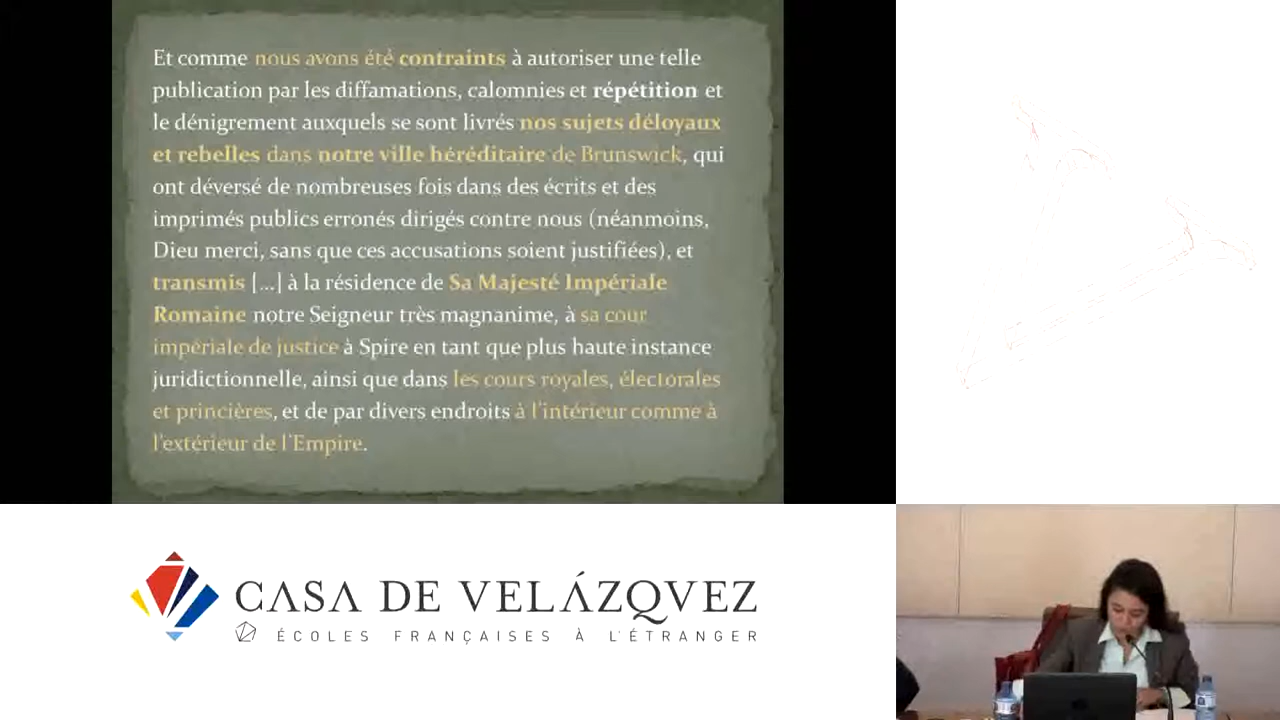 Et comme nous avons été contraints à autoriser une telle
publication par les diffamations, calomnies et répétition et
le dénigrement auxquels se sont livrés nos sujets déloyaux
et rebelles dans notre ville héréditaire de Brunswick, qui
ont déversé de nombreuses fois dans des écrits et des
imprimés publics erronés dirigés contre nous (néanmoins,
Dieu merci, sans que ces accusations soient justifiées), et
transmis [...] à la résidence de Sa Majesté Impériale
Romaine notre Seigneur très magnanime, à sa cour
impériale de justice à Spire en tant que plus haute instance
juridictionnelle, ainsi que dans les cours royales, électorales
et princières, et de par divers endroits à l'intérieur comme à
l'extérieur de l'Empire.
CASA DE VELÁZQVEZ
ÉCOLES FRANÇAISES À L'ÉTRANGER